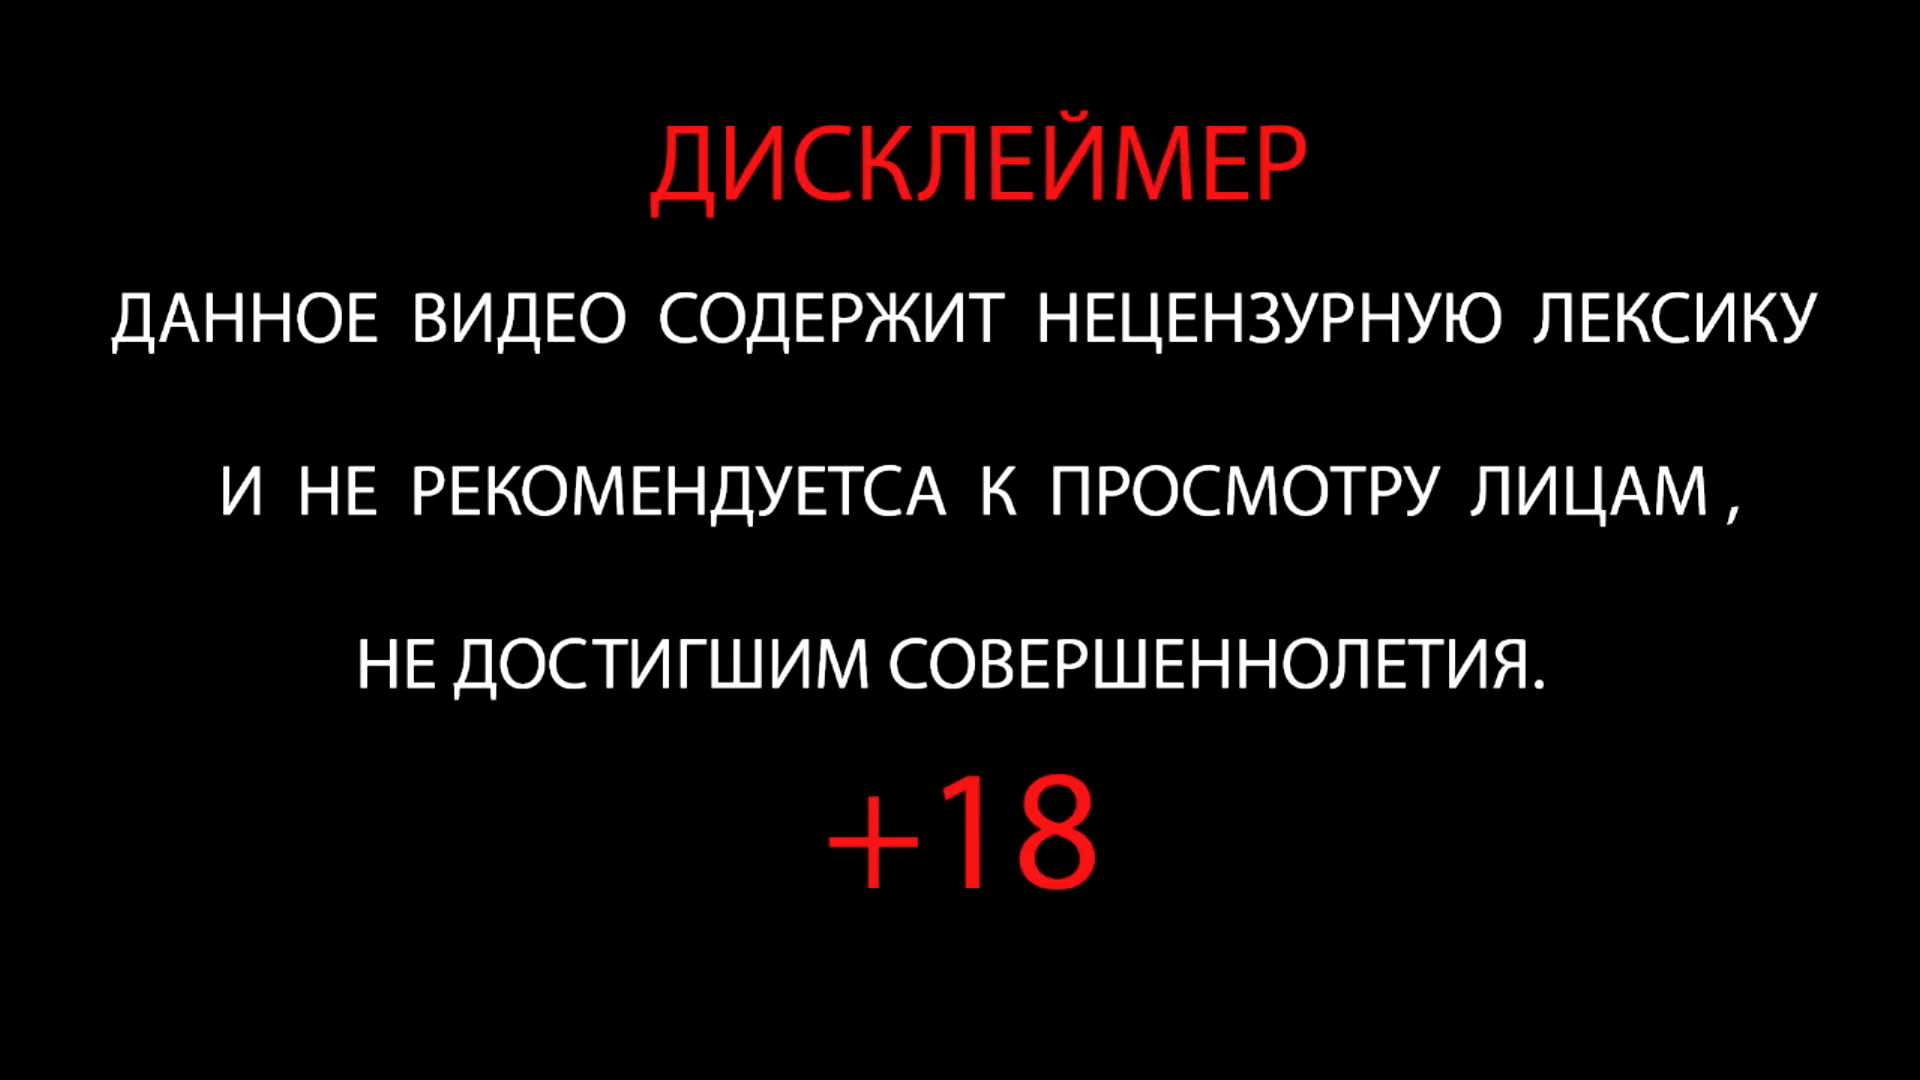 ДИСКЛЕЙМЕР
ДАННОЕ ВИДЕО СОДЕРЖИТ НЕЦЕНЗУРНУЮ ЛЕКСИКУ
И НЕ РЕКОМЕНДУЕТСА К ПРОСМОТРУ ЛИЦАМ ,
НЕ ДОСТИГШИМ СОВЕРШЕННОЛЕТИЯ.
+18